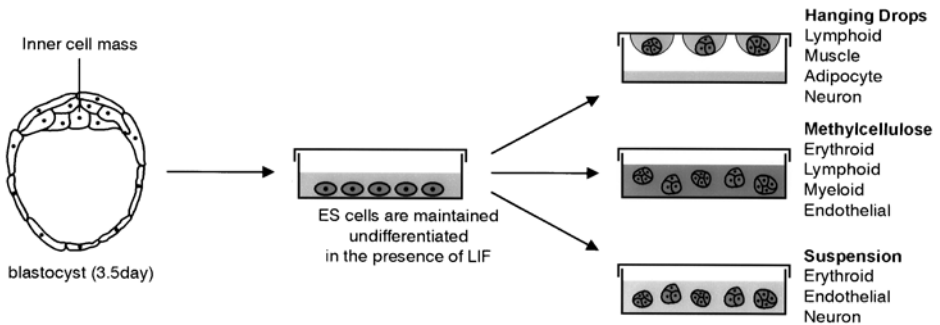 Inner cell mass
blastocyst (3.5day)
ES cells are maintained
undifferentiated
in the presence of LIF
Hanging Drops
Lymphoid
Muscle
Adipocyte
Neuron
Methylcellulose
Erythroid
Lymphoid
Myeloid
Endothelial
Suspension
Erythroid
Endothelial
Neuron